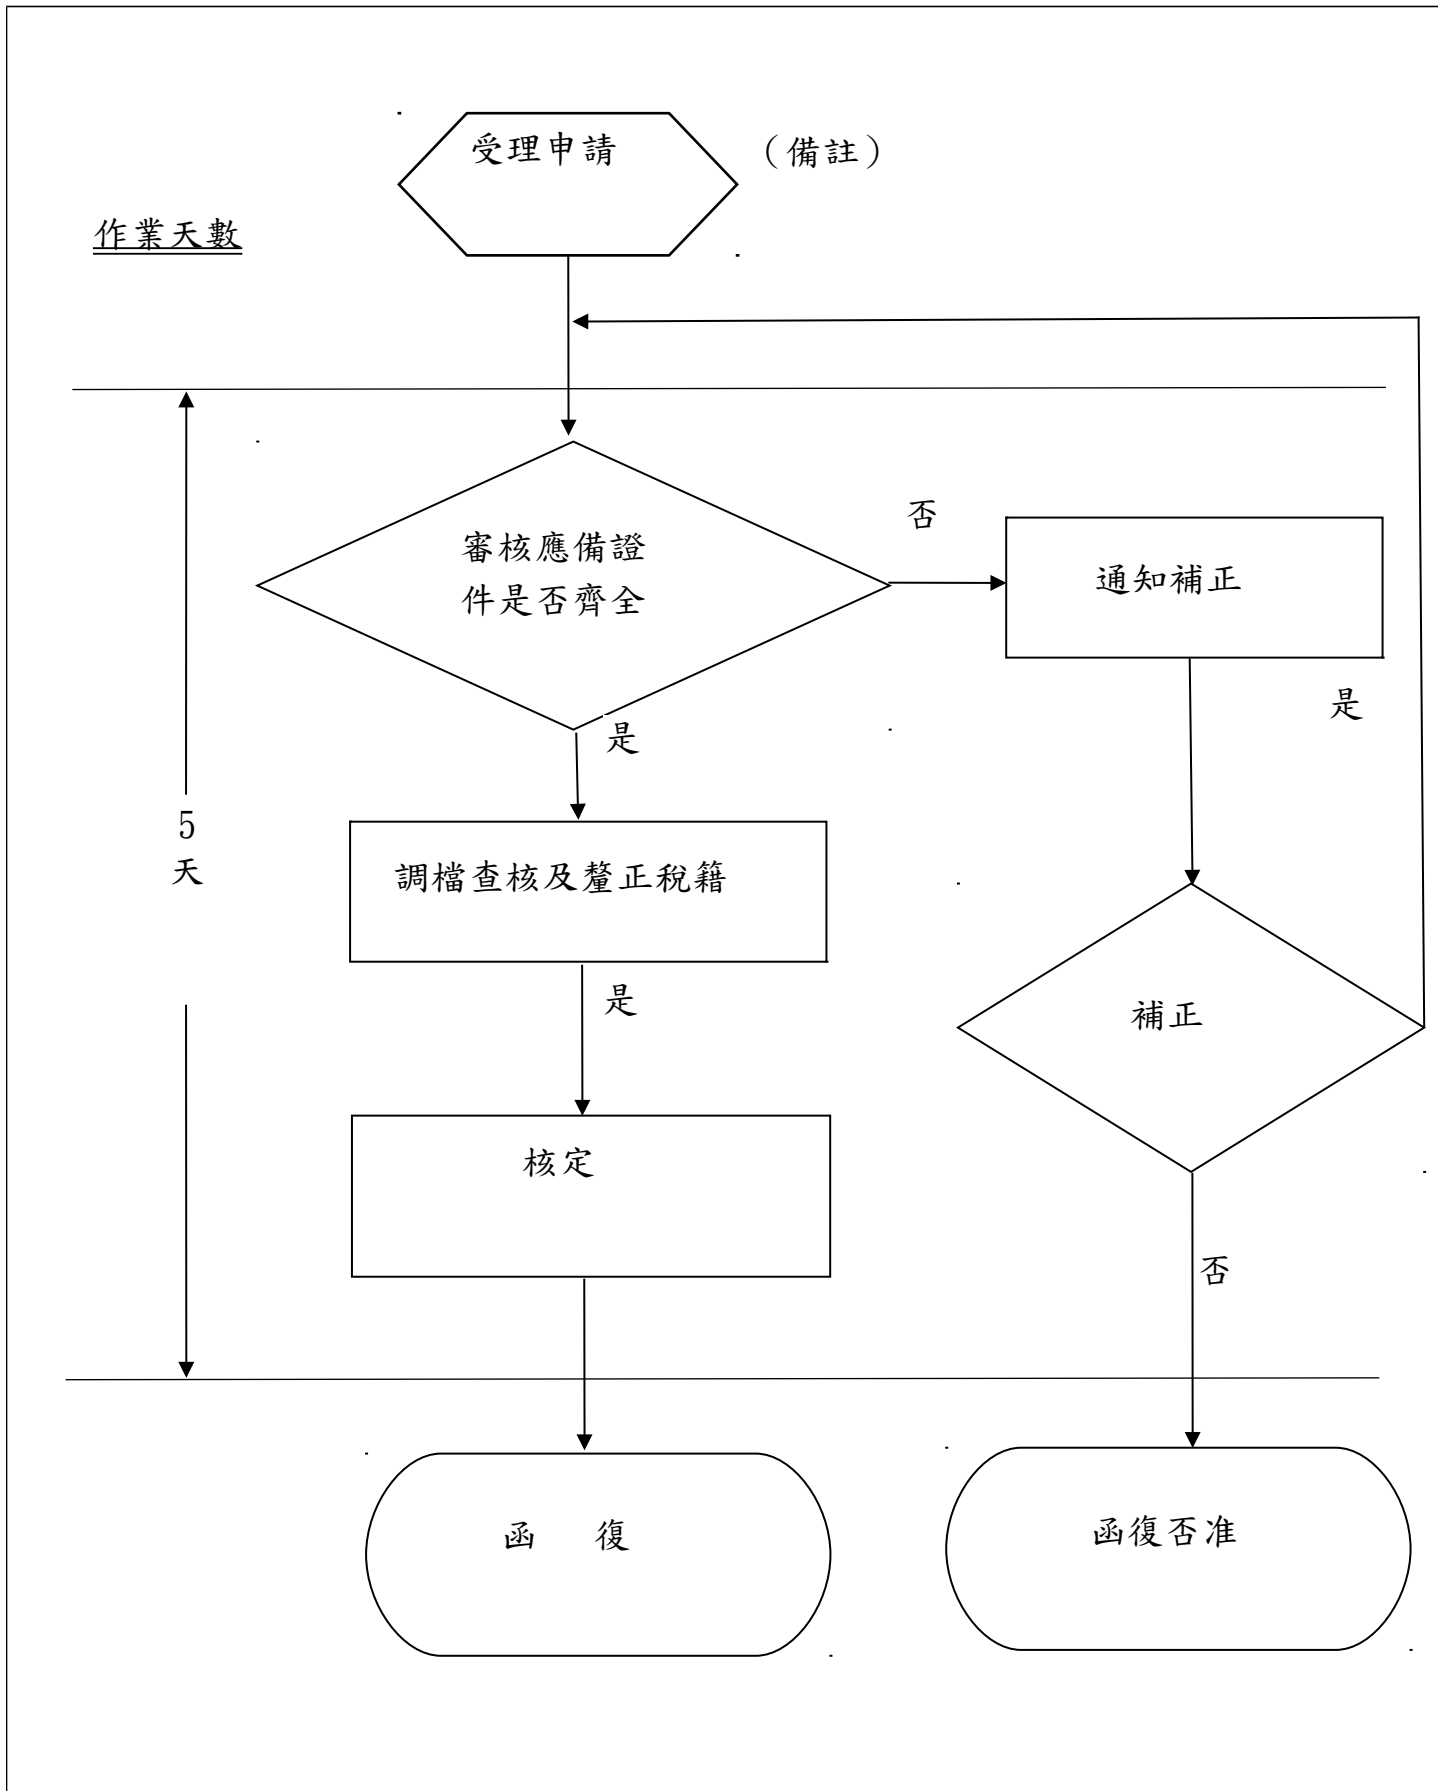 受理申請
（備註）
作業天數
否
審核應備證
件是否齊全
通知補正
是
是
5
天
調檔查核及釐正稅籍
是
補正
核定
否
函　復
函復否准